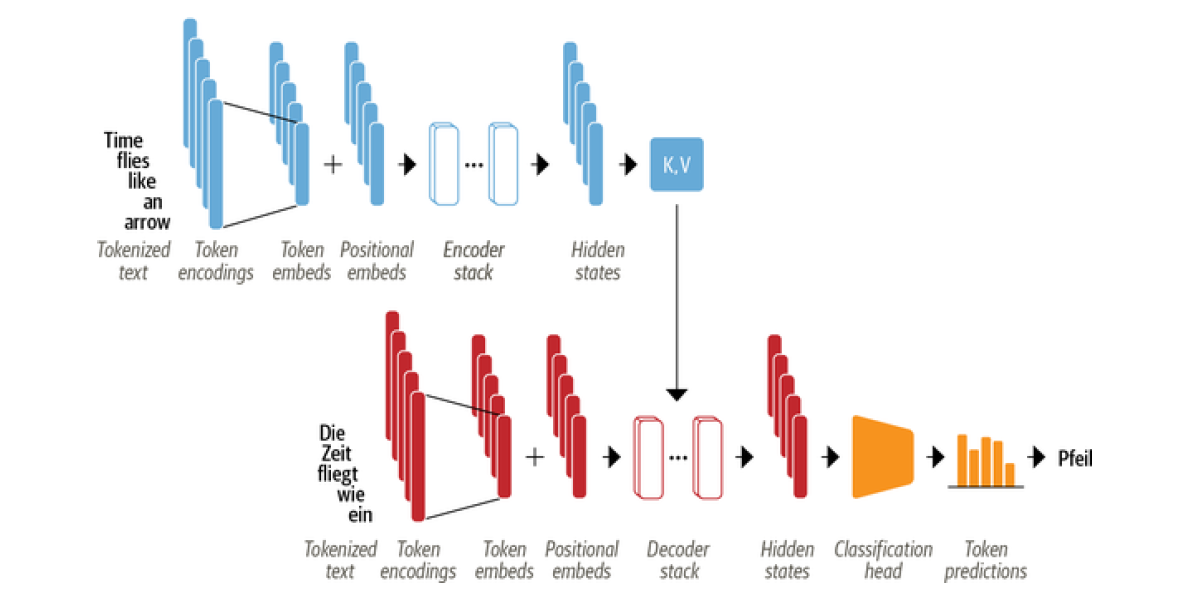 Time
flies
like
an
arrow
+
...
K,V
Tokenized text
Token encodings
Token embeds
Positional embeds
Encoder stack
Hidden states
Die
Zeit
fliegt
wie
ein
+
...
Pfeil
Tokenized text
Token encodings
Token embeds
Positional embeds
Decoder stack
Hidden states
Classification head
Token predictions